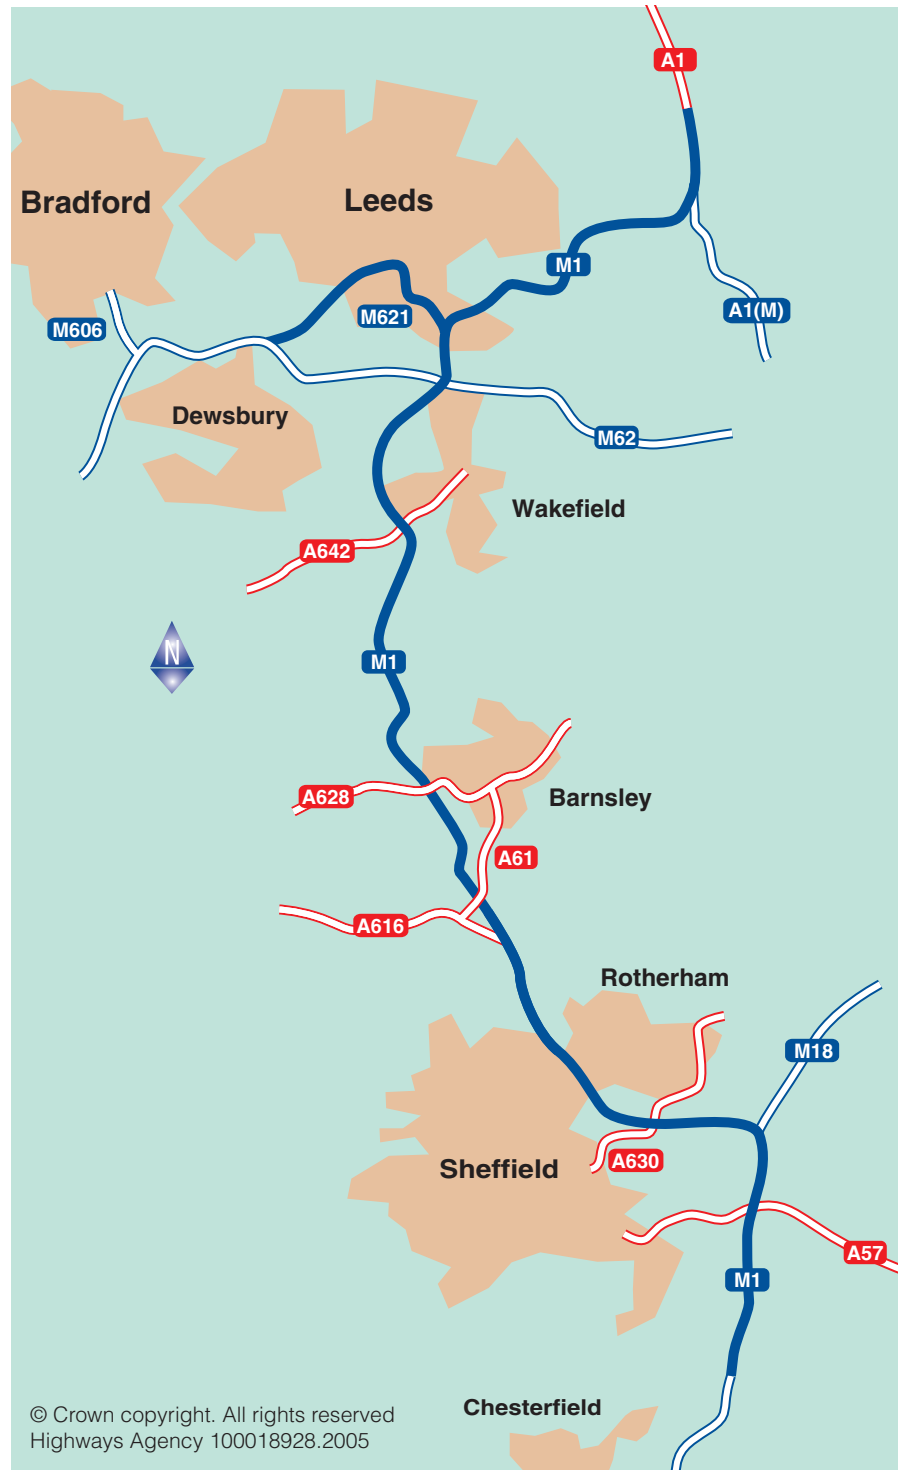 A1
Bradford
Leeds
M1
A1(M)
M621
M606
Dewsbury
M62
Wakefield
A642
N
M1
A628
Barnsley
A61
A616
Rotherham
M18
Sheffield
A630
A57
M1
Chesterfield
© Crown copyright. All rights reserved
Highways Agency 100018928.2005